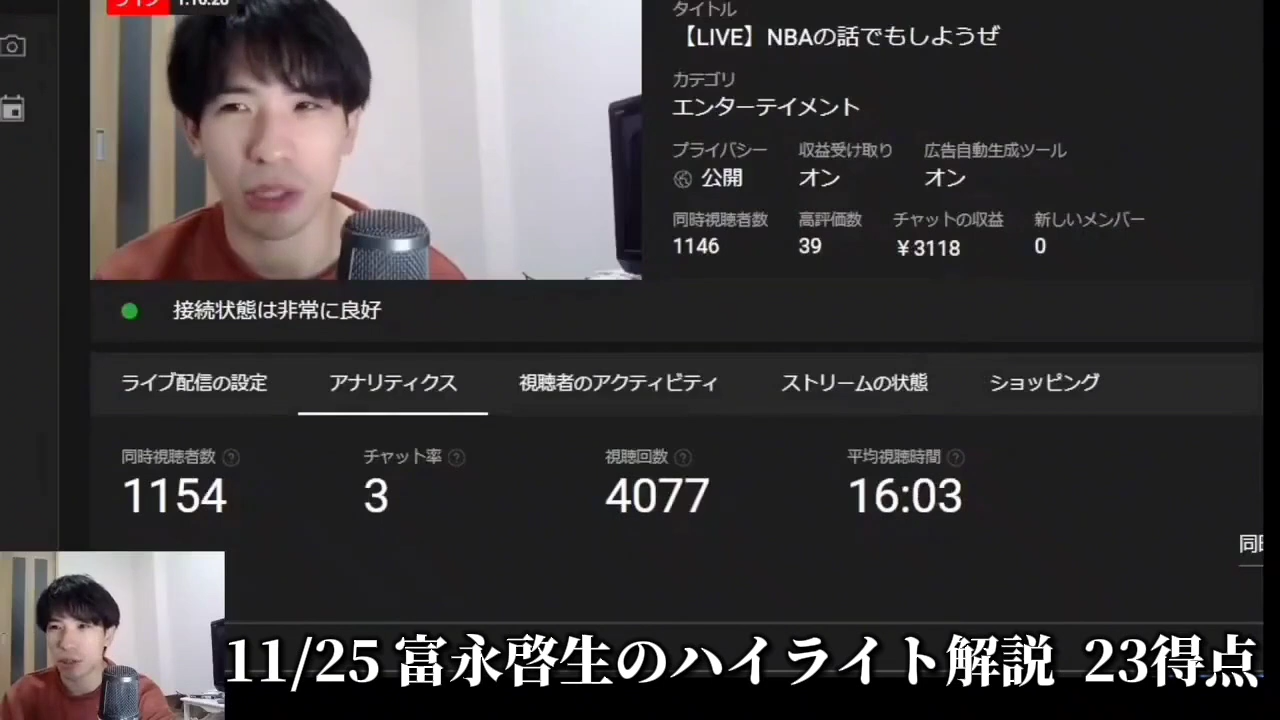 ライブ 1:16:26
タイトル
【LIVE】NBAの話でもしようぜ
カテゴリ
エンターテイメント
プライバシー 収益受け取り 広告自動生成ツール
公開 オン オン
同時視聴者数 高評価数 チャットの収益 新しいメンバー
1146 39 ￥3118 0
接続状態は非常に良好
ライブ配信の設定 アナリティクス 視聴者のアクティビティ ストリームの状態 ショッピング
同時視聴者数 チャット率 視聴回数 平均視聴時間
1154 3 4077 16:03
11/25 富永啓生のハイライト解説 23得点